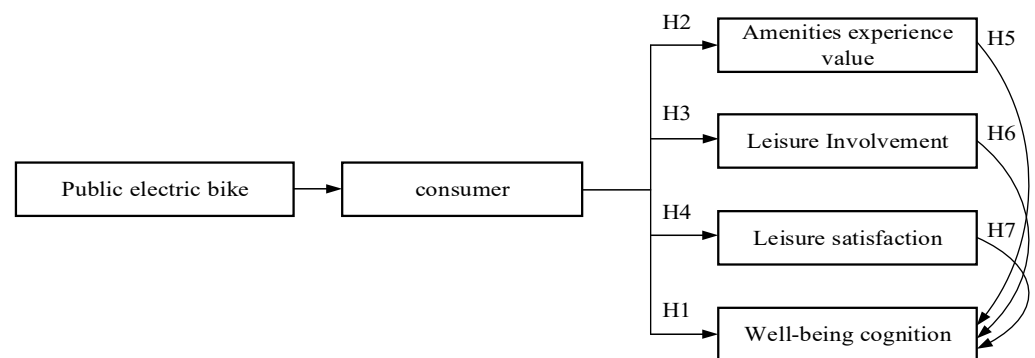 H2
Amenities experience
value
H5
H3
Leisure Involvement
H6
Public electric bike
consumer
H4
Leisure satisfaction
H7
H1
Well-being cognition